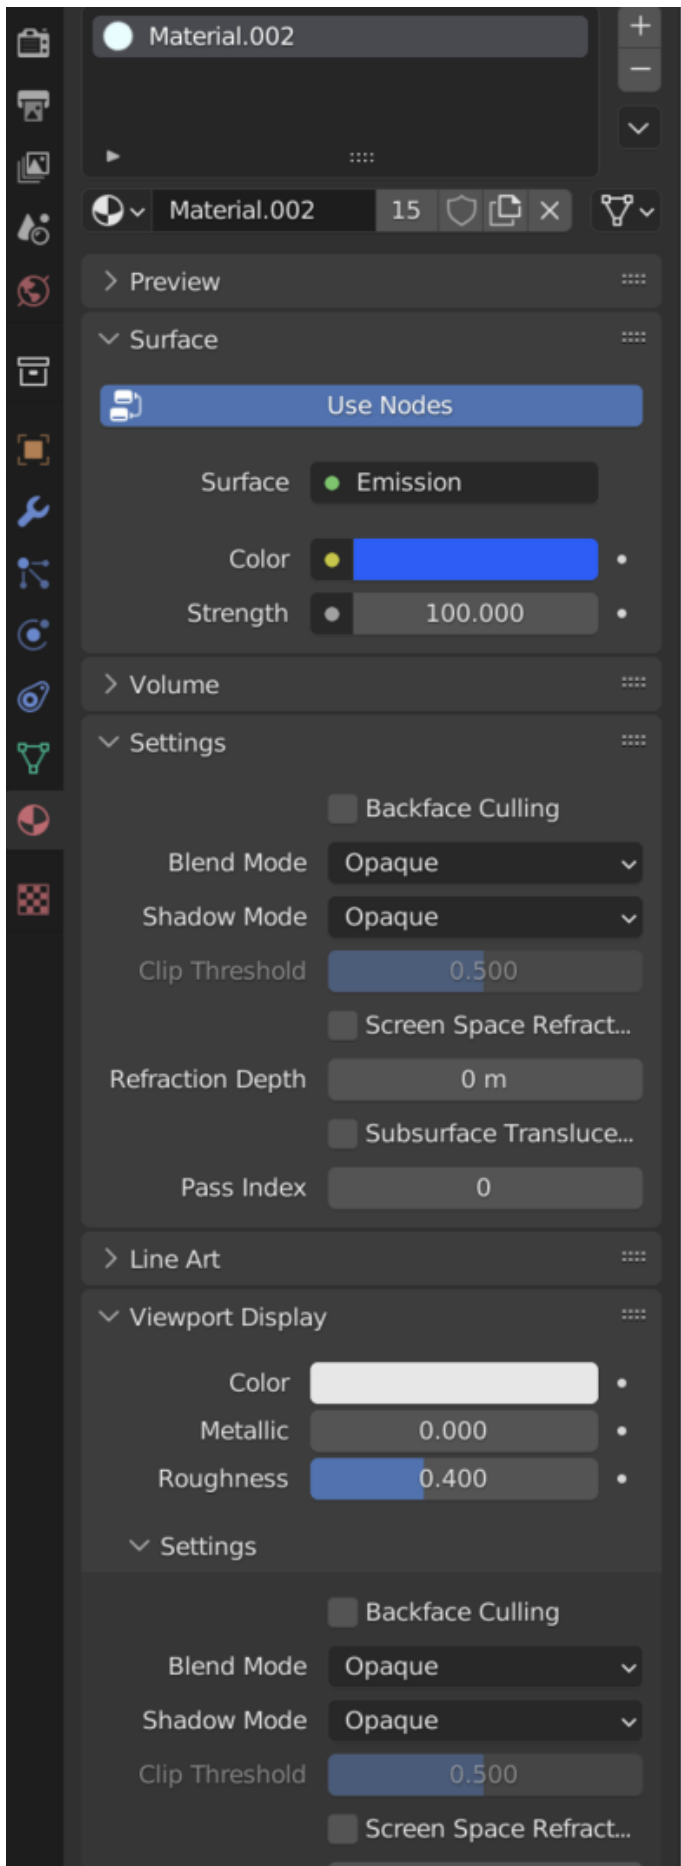 Material.002
Material.002 15
Preview
Surface
Use Nodes
Surface Emission
Color
Strength 100.000
Volume
Settings
Backface Culling
Blend Mode Opaque
Shadow Mode Opaque
Clip Threshold 0.500
Screen Space Refract...
Refraction Depth 0 m
Subsurface Transluce...
Pass Index 0
Line Art
Viewport Display
Color
Metallic 0.000
Roughness 0.400
Settings
Backface Culling
Blend Mode Opaque
Shadow Mode Opaque
Clip Threshold 0.500
Screen Space Refract...